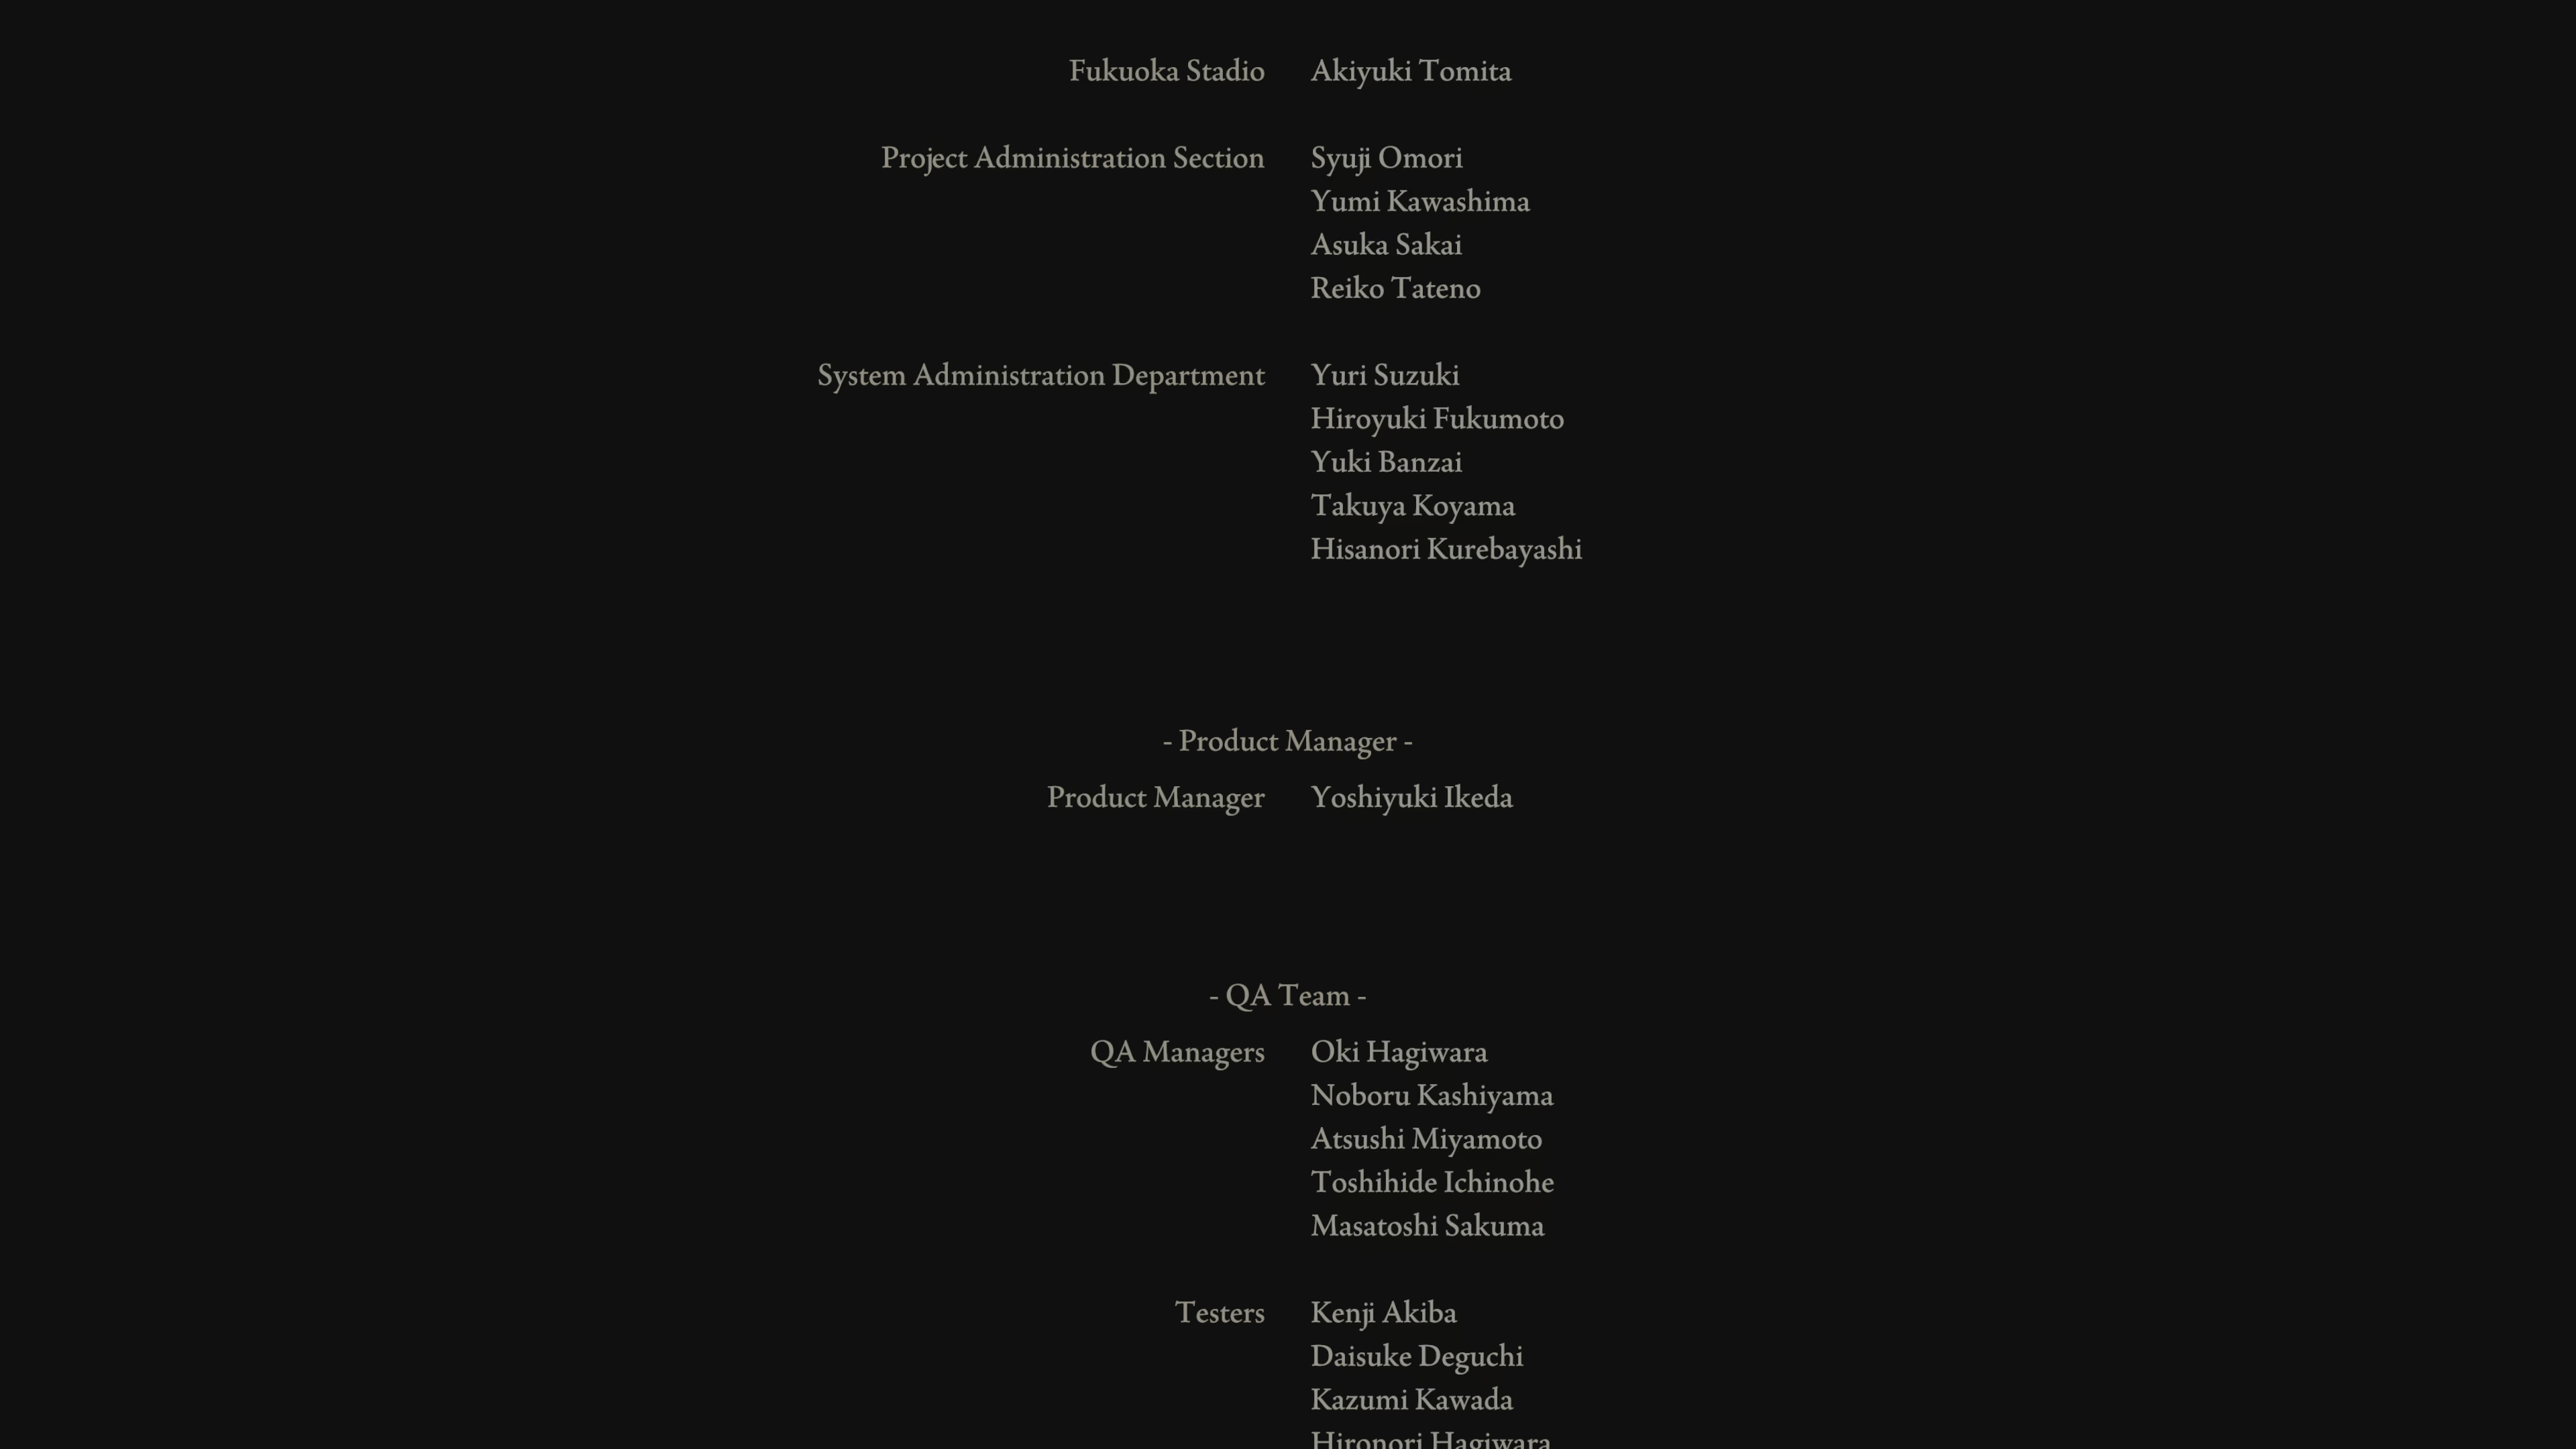 Fukuoka Stadio Akiyuki Tomita
Project Administration Section Syuji Omori
Yumi Kawashima
Asuka Sakai
Reiko Tateno
System Administration Department Yuri Suzuki
Hiroyuki Fukumoto
Yuki Banzai
Takuya Koyama
Hisanori Kurebayashi
- Product Manager -
Product Manager Yoshiyuki Ikeda
- QA Team -
QA Managers Oki Hagiwara
Noboru Kashiyama
Atsushi Miyamoto
Toshihide Ichinohe
Masatoshi Sakuma
Testers Kenji Akiba
Daisuke Deguchi
Kazumi Kawada
Hironori Hagiwara